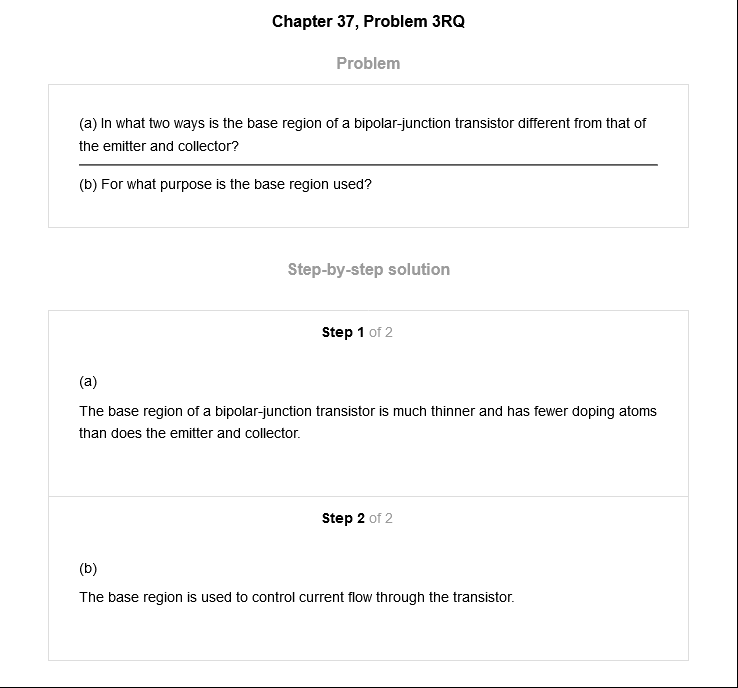 Chapter 37, Problem 3RQ
Problem
(a) In what two ways is the base region of a bipolar-junction transistor different from that of
the emitter and collector?
(b) For what purpose is the base region used?
Step-by-step solution
Step 1 of 2
(a)
The base region of a bipolar-junction transistor is much thinner and has fewer doping atoms
than does the emitter and collector.
Step 2 of 2
(b)
The base region is used to control current flow through the transistor.